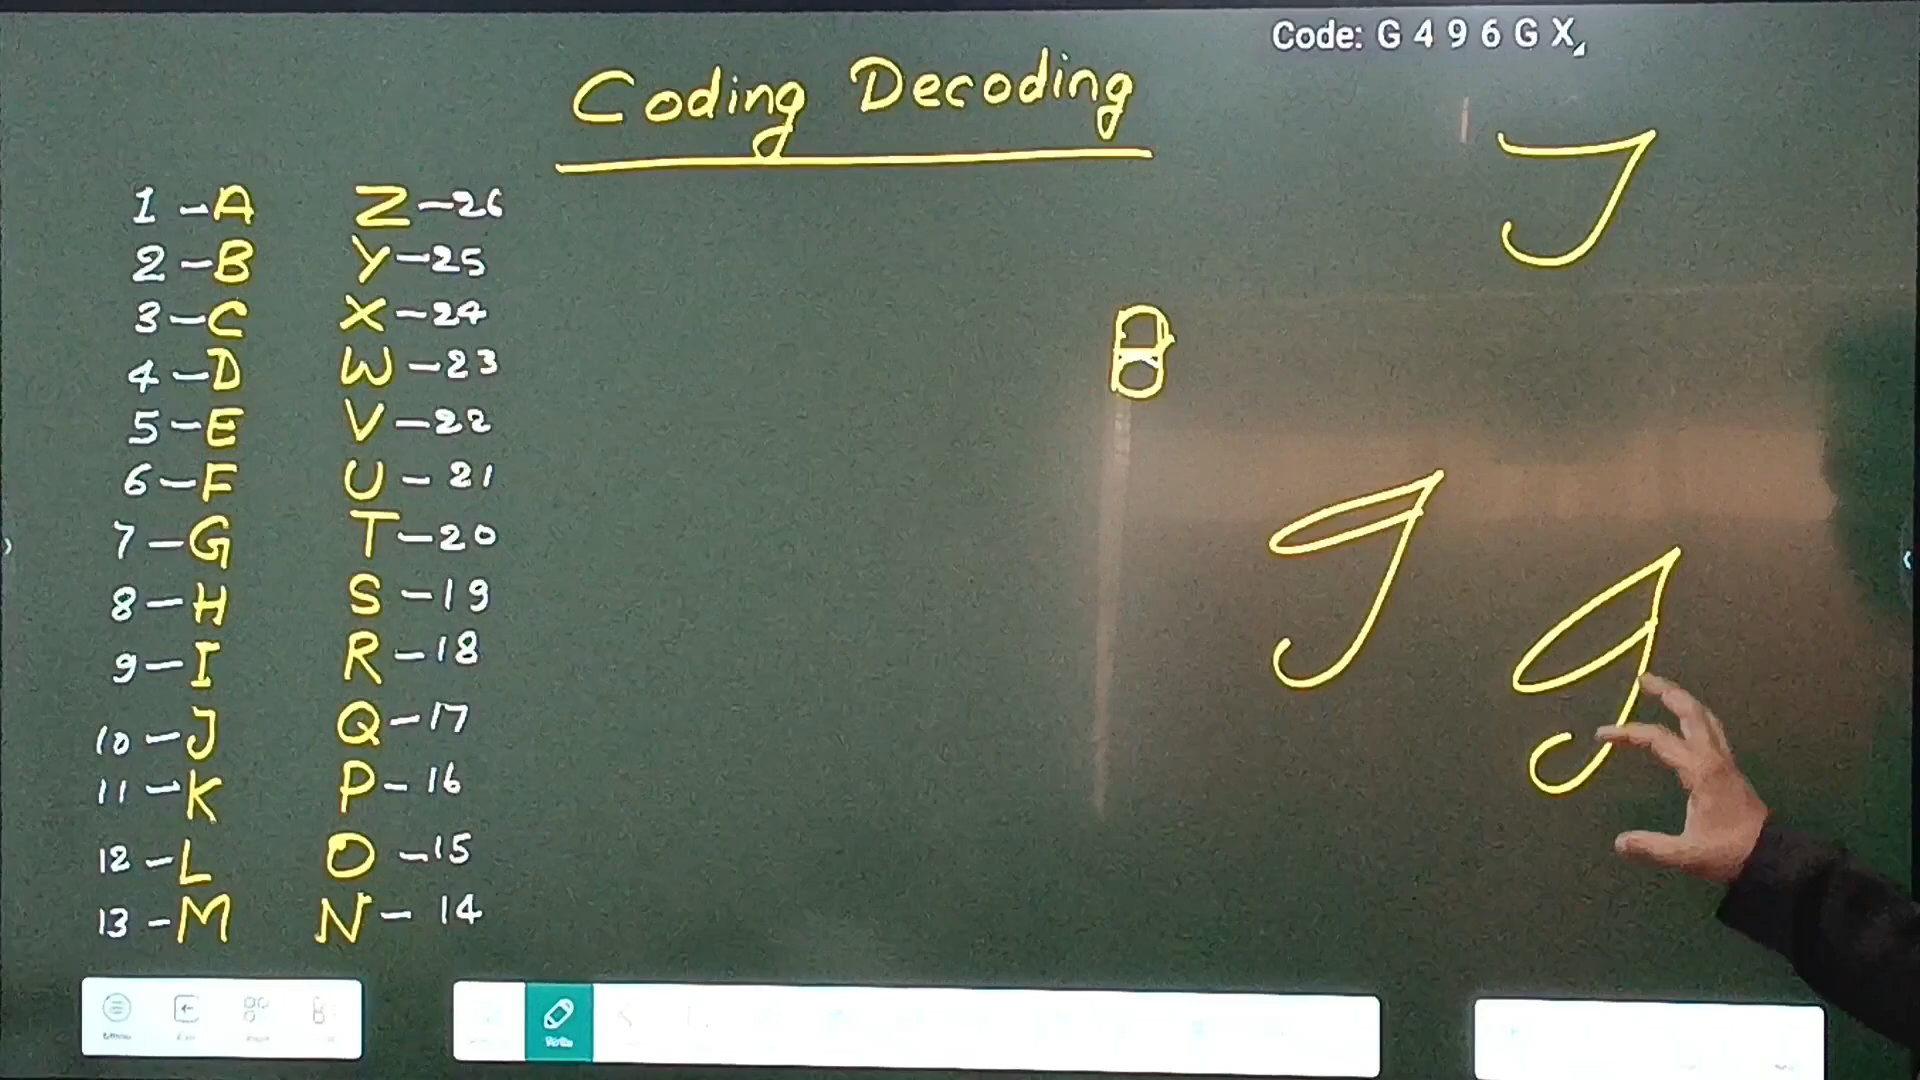 Code: G 4 9 6 G X
Coding Decoding
1 - A Z - 26
2 - B Y - 25
3 - C X - 24
4 - D W - 23
5 - E V - 22
6 - F U - 21
7 - G T - 20
8 - H S - 19
9 - I R - 18
10 - J Q - 17
11 - K P - 16
12 - L O - 15
13 - M N - 14